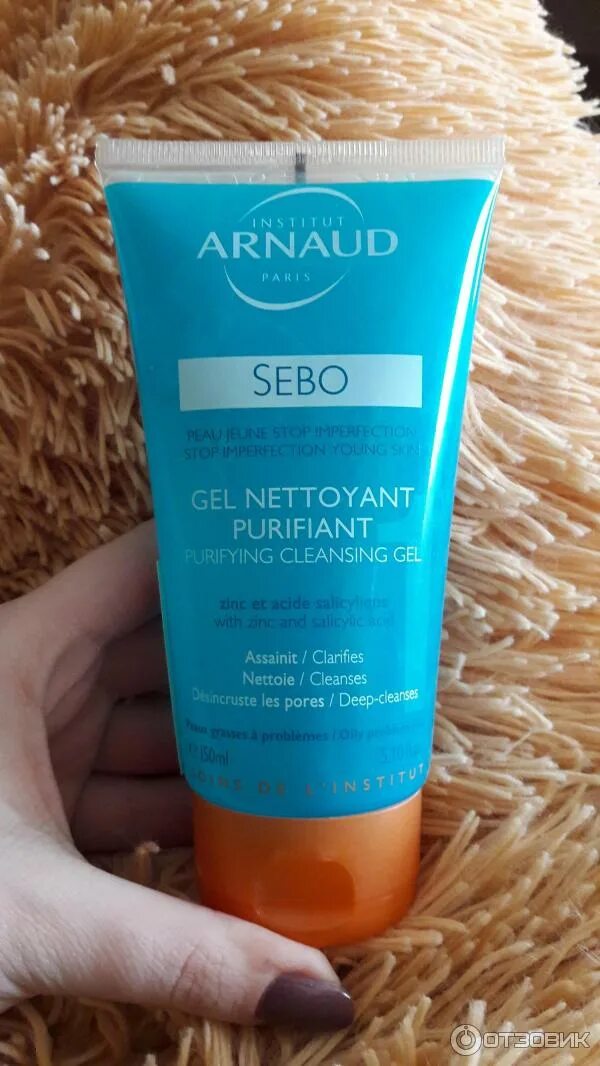 INSTITUT
ARNAUD
PARIS
SEBO
PEAU JEUNE STOP IMPERFECTION
STOP IMPERFECTION YOUNG SKIN
GEL NETTOYANT
PURIFIANT
PURIFYING CLEANSING GEL
zinc et acide salicylique
with zinc and salicylic acid
Assainit / Clarifies
Nettoie / Cleanses
Désincruste les pores / Deep-cleanses
Peaux grasses à problèmes / Oily
150ml
SOINS DE L'INSTITUT
ОТЗОВИК